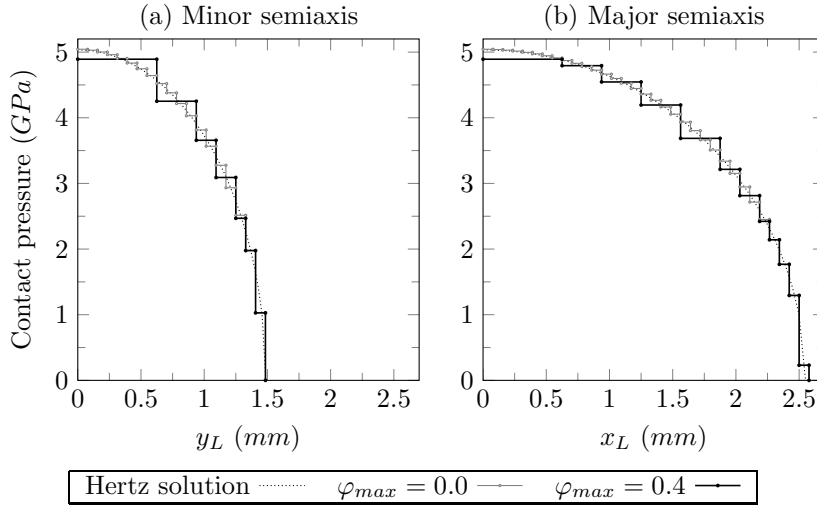 (a) Minor semiaxis (b) Major semiaxis
Contact pressure (GPa)
5 5
4 4
3 3
2 2
1 1
0 0
0 0.5 1 1.5 2 2.5 0 0.5 1 1.5 2 2.5
y_L (mm) x_L (mm)
Hertz solution φ_max = 0.0 φ_max = 0.4